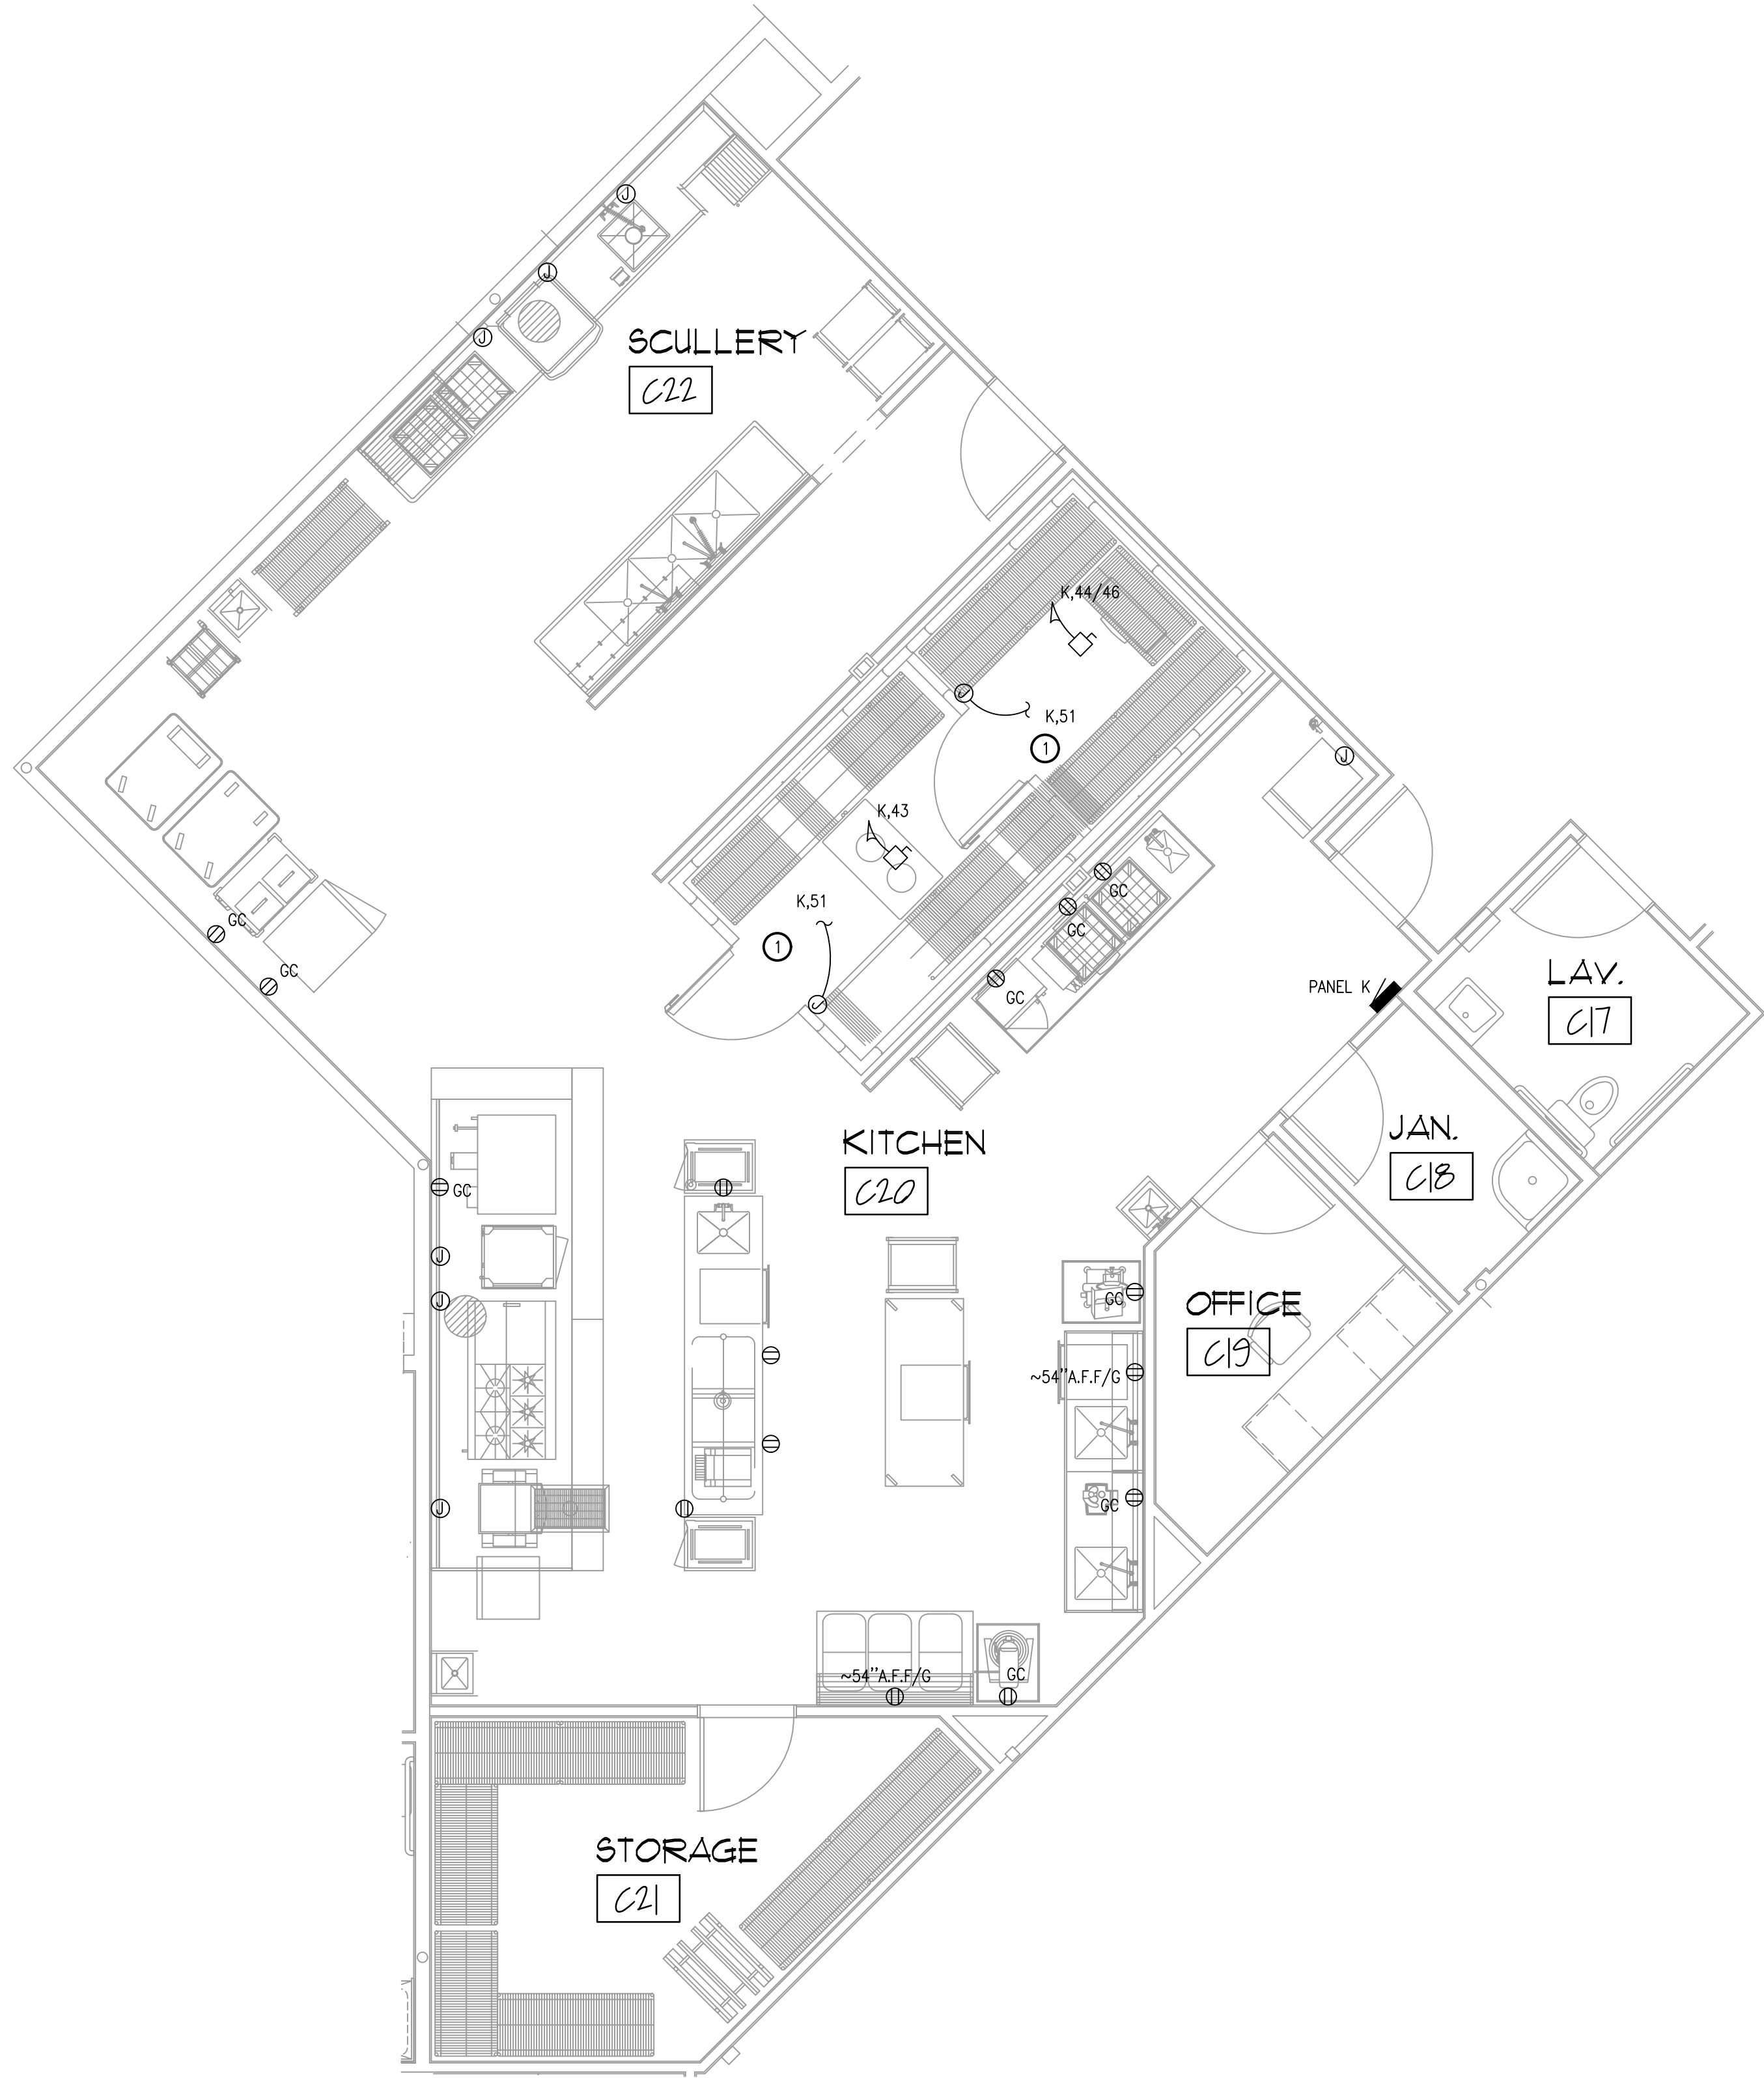 J
J
J
SCULLERY
C22
K,44/46
K,51
1
J
K,43
K,51
1
J
J
GC
GC
GC
GC
GC
GC
PANEL K
LAV.
C17
KITCHEN
C20
JAN.
C18
GC
J
J
J
GC
OFFICE
C19
~54"A.F.F/G
GC
~54"A.F.F/G
GC
STORAGE
C21